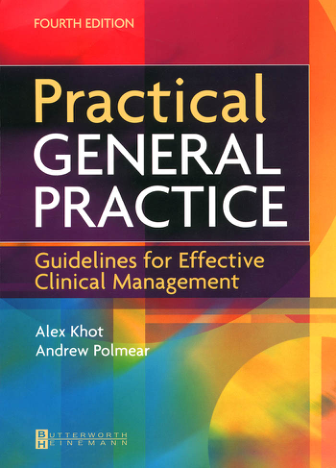 FOURTH EDITION
Practical
GENERAL
PRACTICE
Guidelines for Effective
Clinical Management
Alex Khot
Andrew Polmear
B BUTTERWORTH
H HEINEMANN